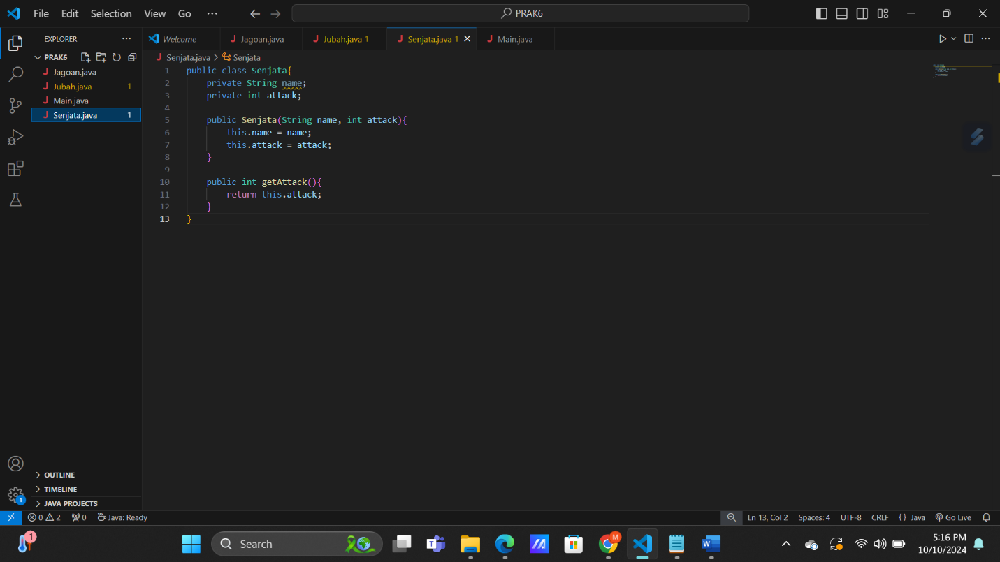 File Edit Selection View Go ··· PRAK6
EXPLORER ···
PRAK6
Jagoan.java
Jubah.java 1
Main.java
Senjata.java 1
OUTLINE
TIMELINE
JAVA PROJECTS
Welcome Jagoan.java Jubah.java 1 Senjata.java 1 Main.java
Senjata.java > Senjata
1 public class Senjata{
2 private String name;
3 private int attack;
4
5 public Senjata(String name, int attack){
6 this.name = name;
7 this.attack = attack;
8 }
9
10 public int getAttack(){
11 return this.attack;
12 }
13 }
1
0 2 0 Java: Ready Ln 13, Col 2 Spaces: 4 UTF-8 CRLF {} Java Go Live
1 Search M 5:16 PM
10/10/2024